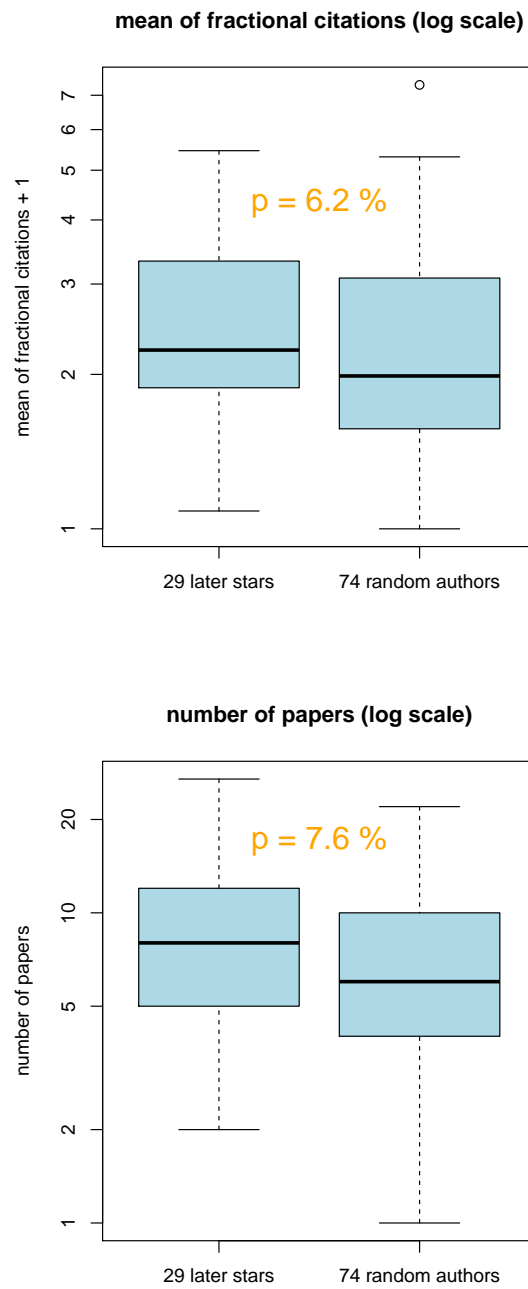 mean of fractional citations (log scale)
7
6
5
4
3
2
1
mean of fractional citations + 1
p = 6.2 %
29 later stars
74 random authors
number of papers (log scale)
20
10
5
2
1
number of papers
p = 7.6 %
29 later stars
74 random authors